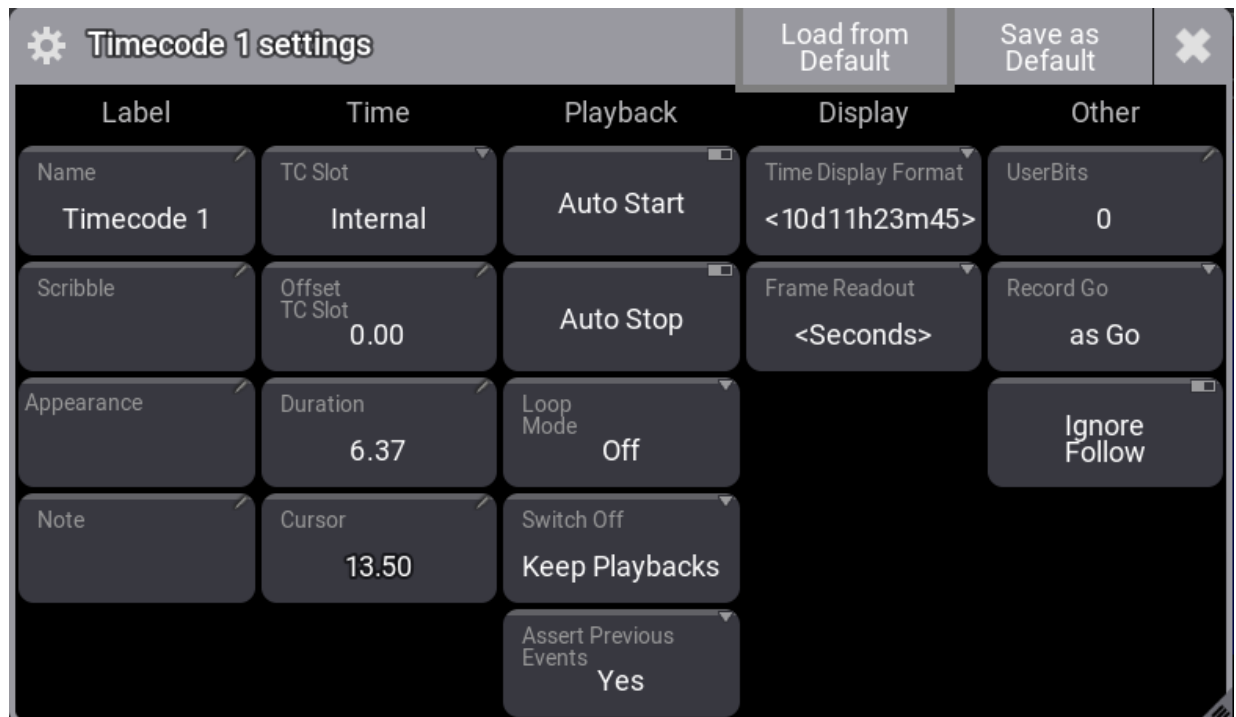 Timecode 1 settings
Load from
Default
Save as
Default
Label
Time
Playback
Display
Other
Name
Timecode 1
TC Slot
Internal
Auto Start
Time Display Format
<10d11h23m45>
UserBits
0
Scribble
Offset
TC Slot
0.00
Auto Stop
Frame Readout
<Seconds>
Record Go
as Go
Appearance
Duration
6.37
Loop
Mode
Off
Ignore
Follow
Note
Cursor
13.50
Switch Off
Keep Playbacks
Assert Previous
Events
Yes